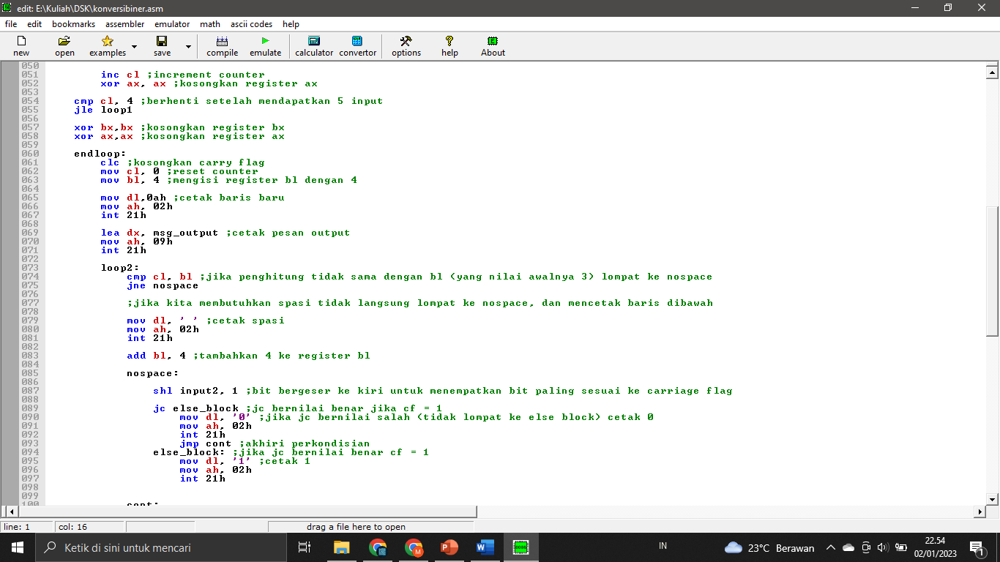 edit: E:\Kuliah\DSK\konversibiner.asm
file edit bookmarks assembler emulator math ascii codes help
new open examples save compile emulate calculator convertor options help About
050
051 inc cl ;increment counter
052 xor ax, ax ;kosongkan register ax
053
054 cmp cl, 4 ;berhenti setelah mendapatkan 5 input
055 jle loop1
056
057 xor bx,bx ;kosongkan register bx
058 xor ax,ax ;kosongkan register ax
059
060 endloop:
061 clc ;kosongkan carry flag
062 mov cl, 0 ;reset counter
063 mov bl, 4 ;mengisi register bl dengan 4
064
065 mov dl,0ah ;cetak baris baru
066 mov ah, 02h
067 int 21h
068
069 lea dx, msg_output ;cetak pesan output
070 mov ah, 09h
071 int 21h
072
073 loop2:
074 cmp cl, bl ;jika penghitung tidak sama dengan bl (yang nilai awalnya 3) lompat ke nospace
075 jne nospace
076
077 ;jika kita membutuhkan spasi tidak langsung lompat ke nospace, dan mencetak baris dibawah
078
079 mov dl, ' ' ;cetak spasi
080 mov ah, 02h
081 int 21h
082
083 add bl, 4 ;tambahkan 4 ke register bl
084
085 nospace:
086
087 shl input2, 1 ;bit bergeser ke kiri untuk menempatkan bit paling sesuai ke carriage flag
088
089 jc else_block ;jc bernilai benar jika cf = 1
090 mov dl, '0' ;jika jc bernilai salah (tidak lompat ke else block) cetak 0
091 mov ah, 02h
092 int 21h
093 jmp cont ;akhiri perkondisian
094 else_block: ;jika jc bernilai benar cf = 1
095 mov dl, '1' ;cetak 1
096 mov ah, 02h
097 int 21h
098
099
100 cont:
line: 1 col: 16 drag a file here to open
Ketik di sini untuk mencari
8086
IN
23°C Berawan
22.54
02/01/2023
1